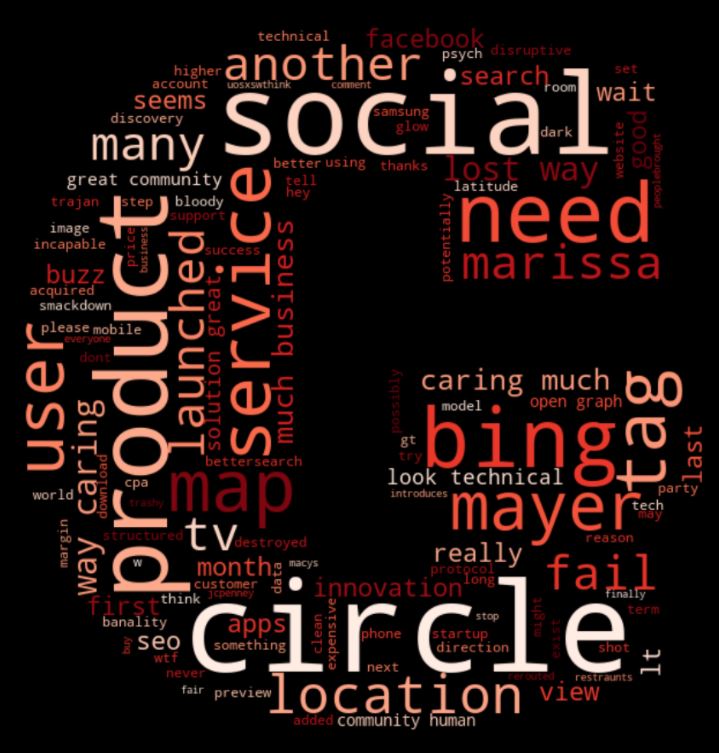 technical
facebook
another
psych
disruptive
higher
search
set
account
uosxswthink
comment
room
wait
seems
social
samsung
discovery
glow
dark
good
website
many
better
using
thanks
lost way
peoplebrought
great community
tell
hey
latitude
trajan
step
bloody
support
need
image
product
service
potentially
incapable
price
business
launched
success
marissa
buzz
acquired
solution great
much business
smackdown
please
mobile
everyone
user
dont
caring much
tag
possibly
open graph
model
bing
way caring
gt
last
bettersearch
try
map
look technical
cpa
download
world
introduces
party
trashy
mayer
tech
may
tv
structured
destroyed
reason
margin
really
w
macys
month
protocol
fail
customer
data
long
innovation
jcpenney
first
think
circle
finally
term
banality
clean
expensive
stop
might
exist
seo
apps
phone
startup
shot
buy
something
direction
wtf
lt
never
next
rerouted
restraunts
fair
preview
location
view
added
community human